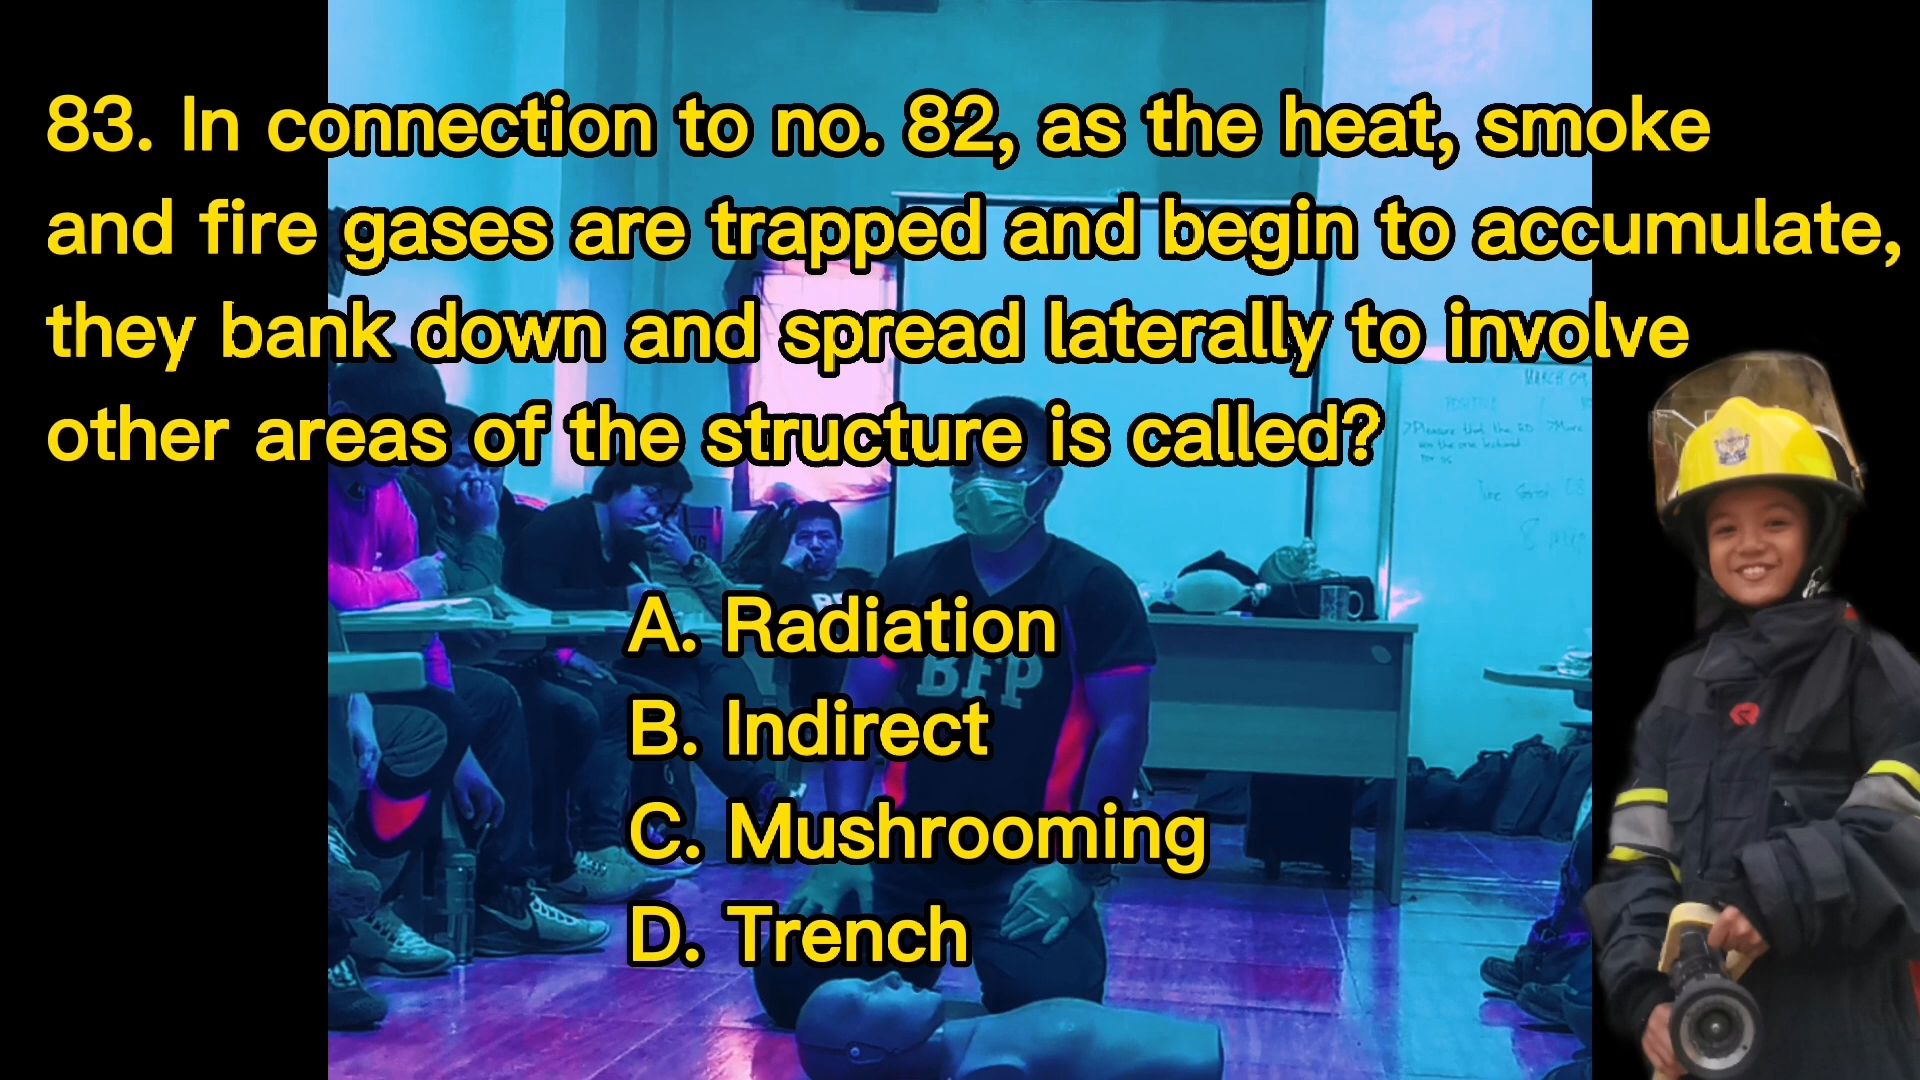 83. In connection to no. 82, as the heat, smoke
and fire gases are trapped and begin to accumulate,
they bank down and spread laterally to involve
other areas of the structure is called?
MARCH 09
A. Radiation
BFP
B. Indirect
C. Mushrooming
D. Trench